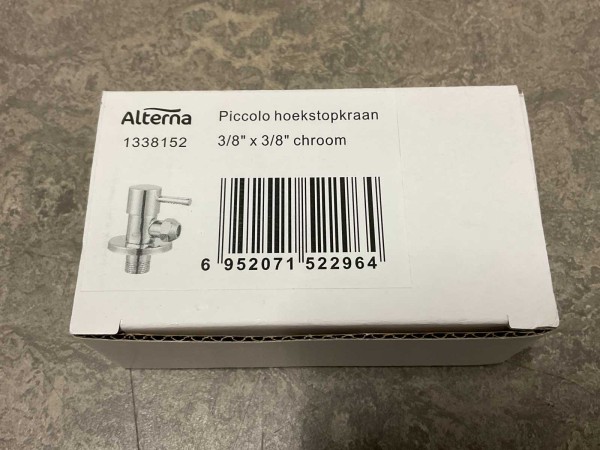 Alterna
Piccolo hoekstopkraan
1338152
3/8" x 3/8" chroom
6 952071 522964